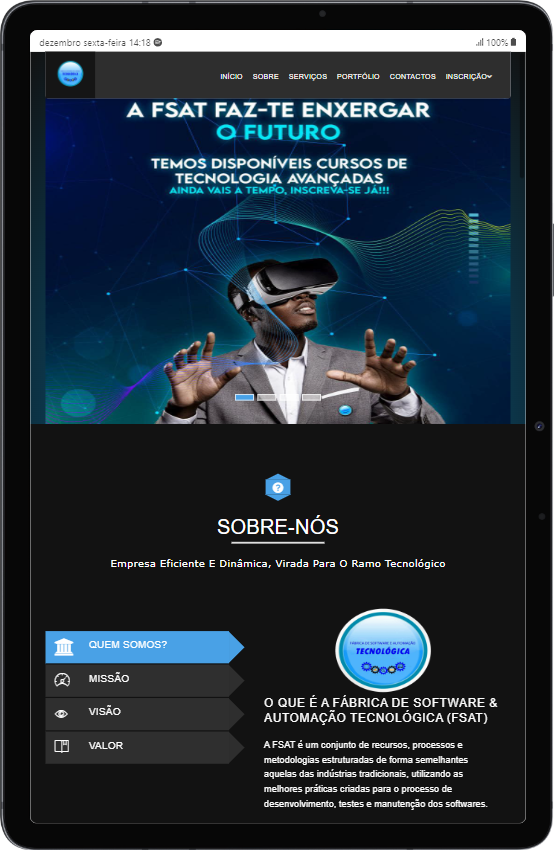 dezembro sexta-feira 14:18
100%
INÍCIO SOBRE SERVIÇOS PORTFÓLIO CONTACTOS INSCRIÇÃO
A FSAT FAZ-TE ENXERGAR
O FUTURO
TEMOS DISPONÍVEIS CURSOS DE
TECNOLOGIA AVANÇADAS
AINDA VAIS A TEMPO, INSCREVA-SE JÁ!!!
SOBRE-NÓS
Empresa Eficiente E Dinâmica, Virada Para O Ramo Tecnológico
QUEM SOMOS?
MISSÃO
VISÃO
VALOR
FÁBRICA DE SOFTWARE E AUTOMAÇÃO
TECNOLÓGICA
O QUE É A FÁBRICA DE SOFTWARE &
AUTOMAÇÃO TECNOLÓGICA (FSAT)
A FSAT é um conjunto de recursos, processos e
metodologias estruturadas de forma semelhantes
aquelas das indústrias tradicionais, utilizando as
melhores práticas criadas para o processo de
desenvolvimento, testes e manutenção dos softwares.